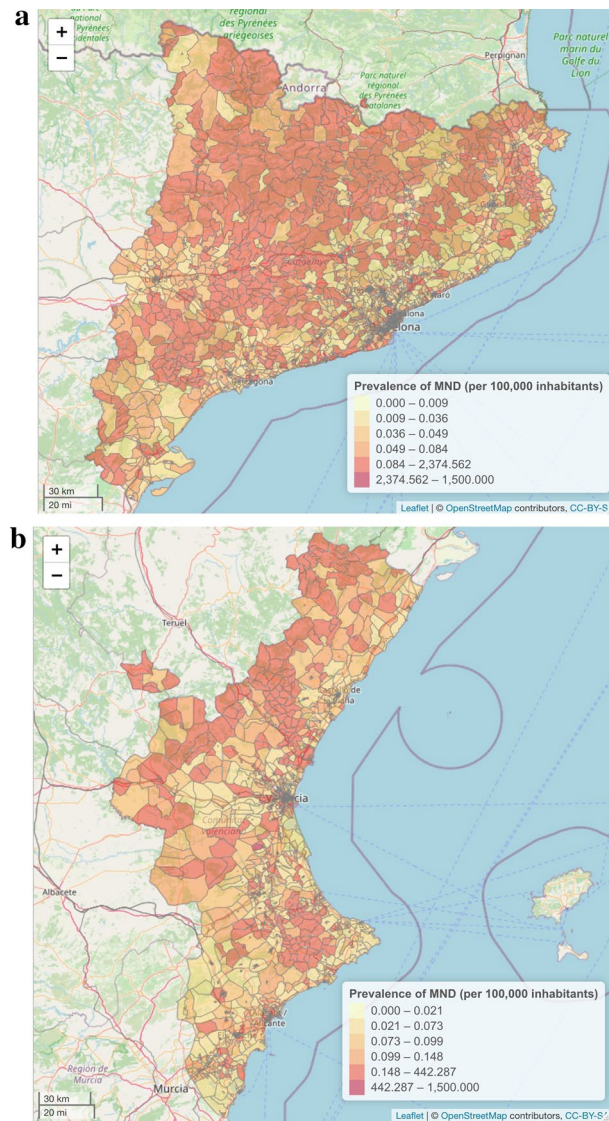 a
régional
des Pyrénées
ariégeoises
+
−
Andorra
Parc naturel
régional
des Pyrénées
catalanes
Perpignan
Parc naturel
marin du
Golfe du
Lion
Prevalence of MND (per 100,000 inhabitants)
0.000 – 0.009
0.009 – 0.036
0.036 – 0.049
0.049 – 0.084
0.084 – 2,374.562
2,374.562 – 1,500.000
30 km
20 mi
Leaflet | © OpenStreetMap contributors, CC-BY-S
b
+
−
Teruel
Albacete
Región de
Murcia
Murcia
Prevalence of MND (per 100,000 inhabitants)
0.000 – 0.021
0.021 – 0.073
0.073 – 0.099
0.099 – 0.148
0.148 – 442.287
442.287 – 1,500.000
30 km
20 mi
Leaflet | © OpenStreetMap contributors, CC-BY-S